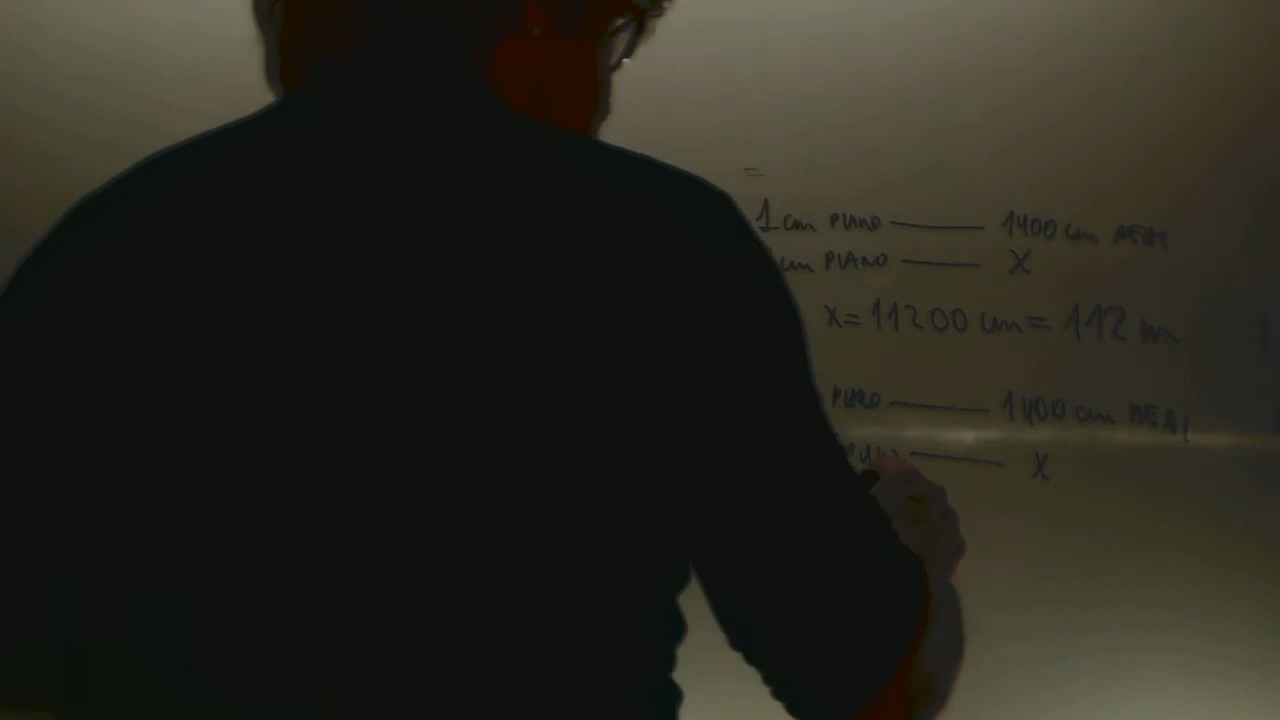 =
1 cm PLANO 1400 cm REAL
cm PLANO X
X = 11200 cm = 112 m
PLANO 1400 cm REAL
X